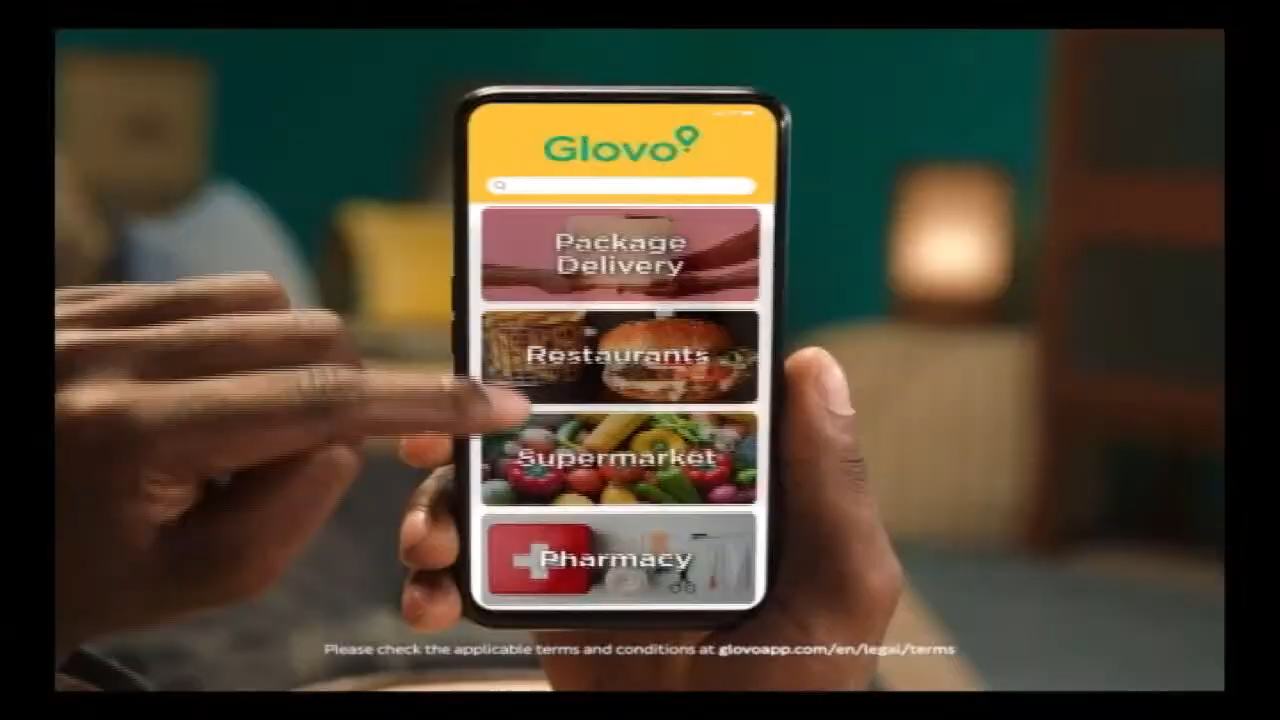 Glovo
Package
Delivery
Restaurants
Supermarket
Pharmacy
Please check the applicable terms and conditions at glovoapp.com/en/legal/terms